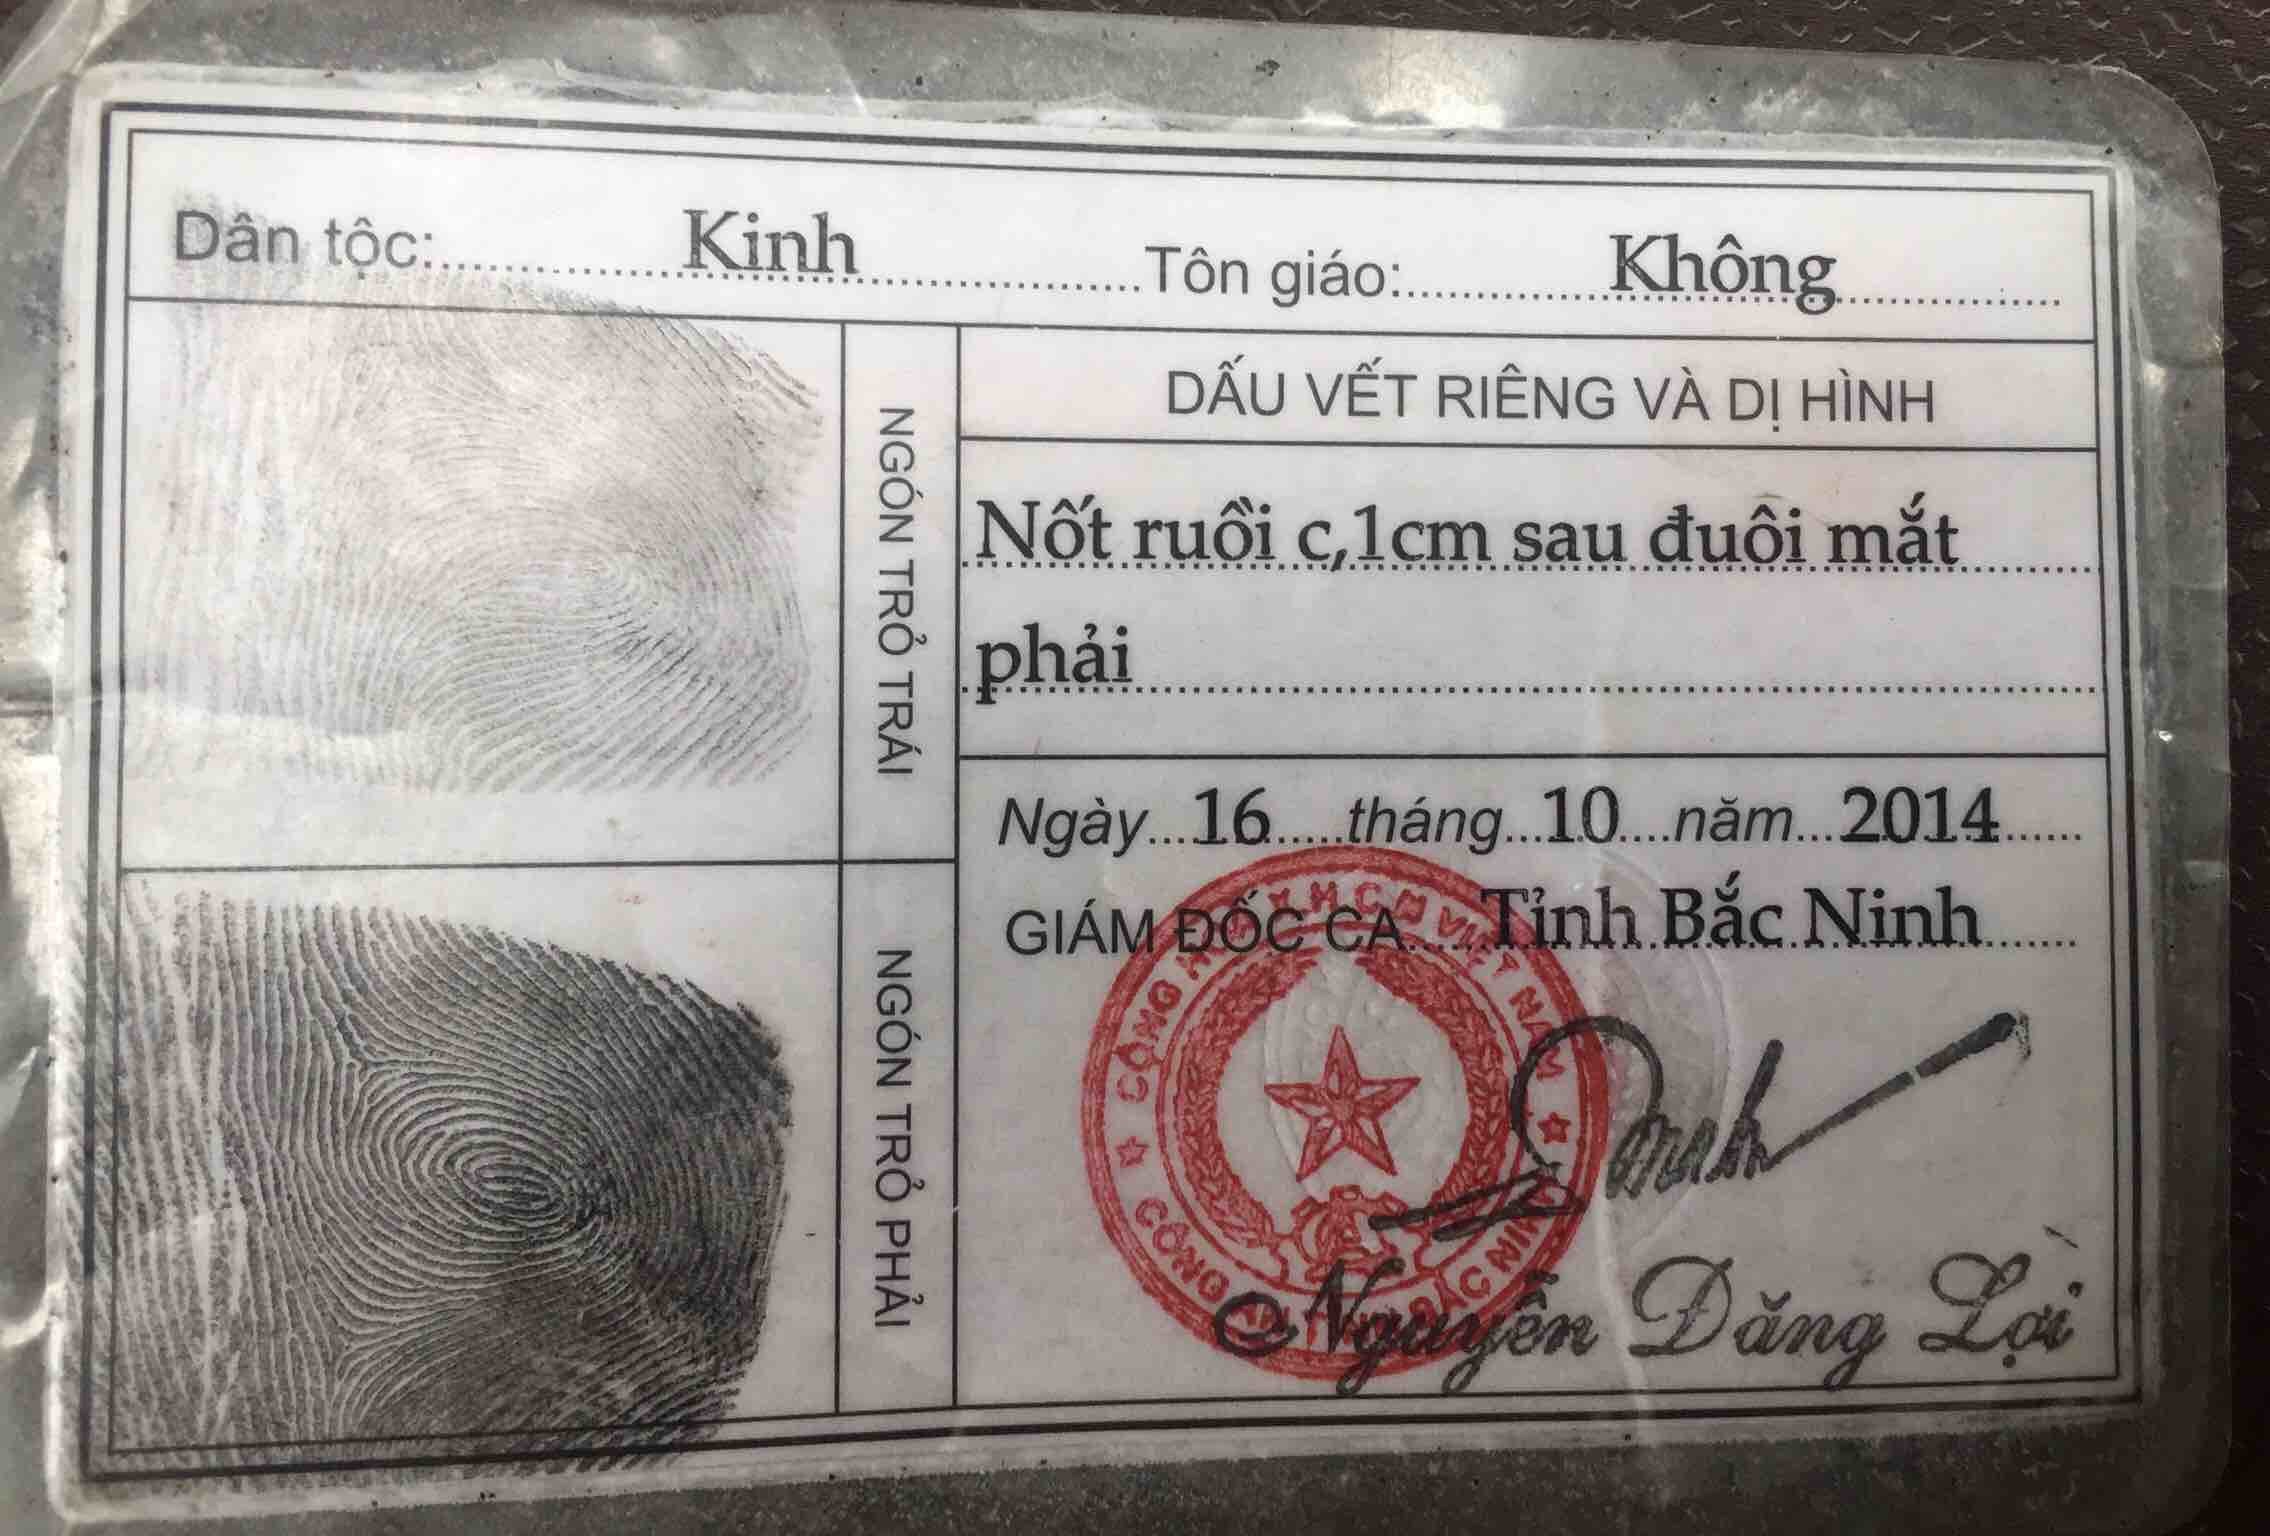 Dân tộc: Kinh Tôn giáo: Không
NGÓN TRỎ TRÁI
DẤU VẾT RIÊNG VÀ DỊ HÌNH
Nốt ruồi c,1cm sau đuôi mắt
phải
Ngày 16 tháng 10 năm 2014
GIÁM ĐỐC CA Tỉnh Bắc Ninh
NGÓN TRỎ PHẢI
Nguyễn Đăng Lợi